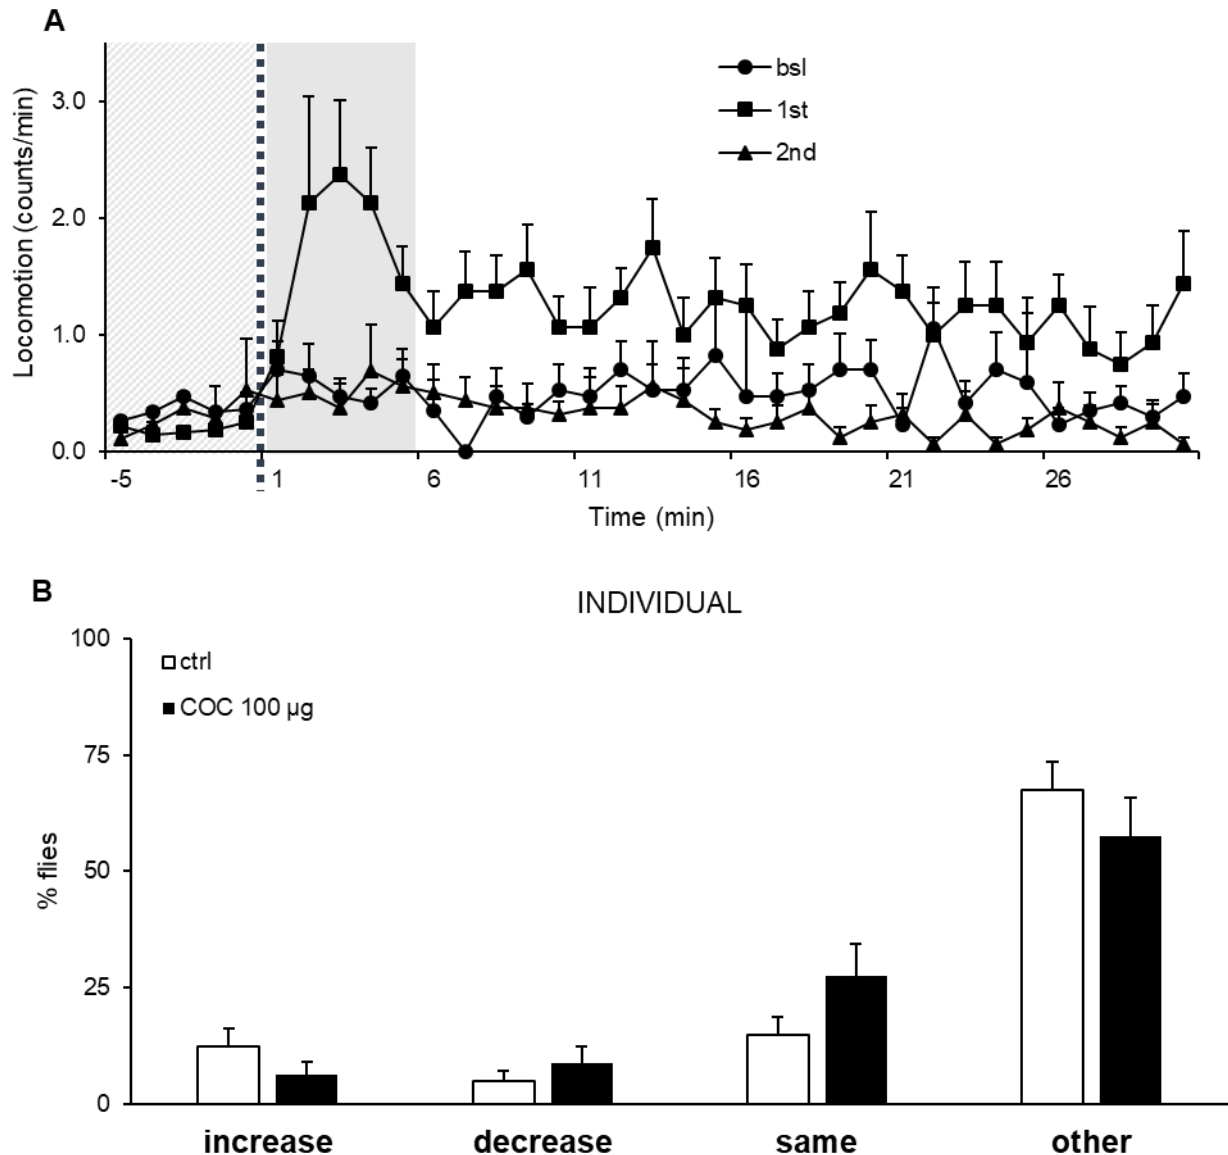 A
Locomotion (counts/min)
3.0
2.0
1.0
0.0
bsl
1st
2nd
-5 1 6 11 16 21 26
Time (min)
B
INDIVIDUAL
% flies
100
75
50
25
0
ctrl
COC 100 µg
increase decrease same other